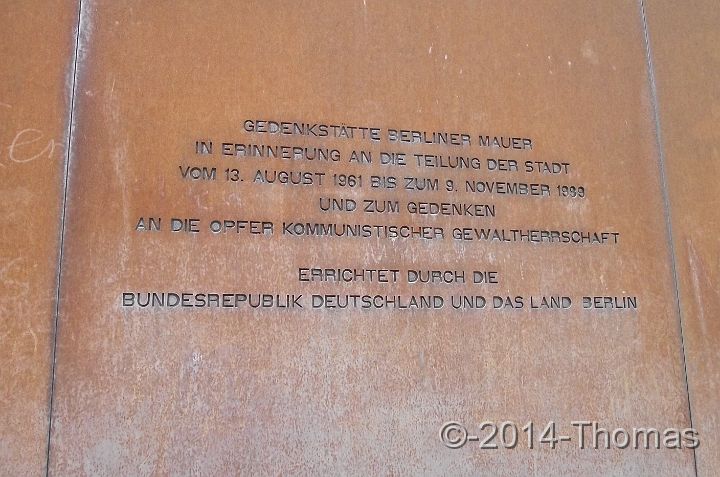 GEDENKSTÄTTE BERLINER MAUER
IN ERINNERUNG AN DIE TEILUNG DER STADT
VOM 13. AUGUST 1961 BIS ZUM 9. NOVEMBER 1989
UND ZUM GEDENKEN
AN DIE OPFER KOMMUNISTISCHER GEWALTHERRSCHAFT
ERRICHTET DURCH DIE
BUNDESREPUBLIK DEUTSCHLAND UND DAS LAND BERLIN
©-2014-Thomas